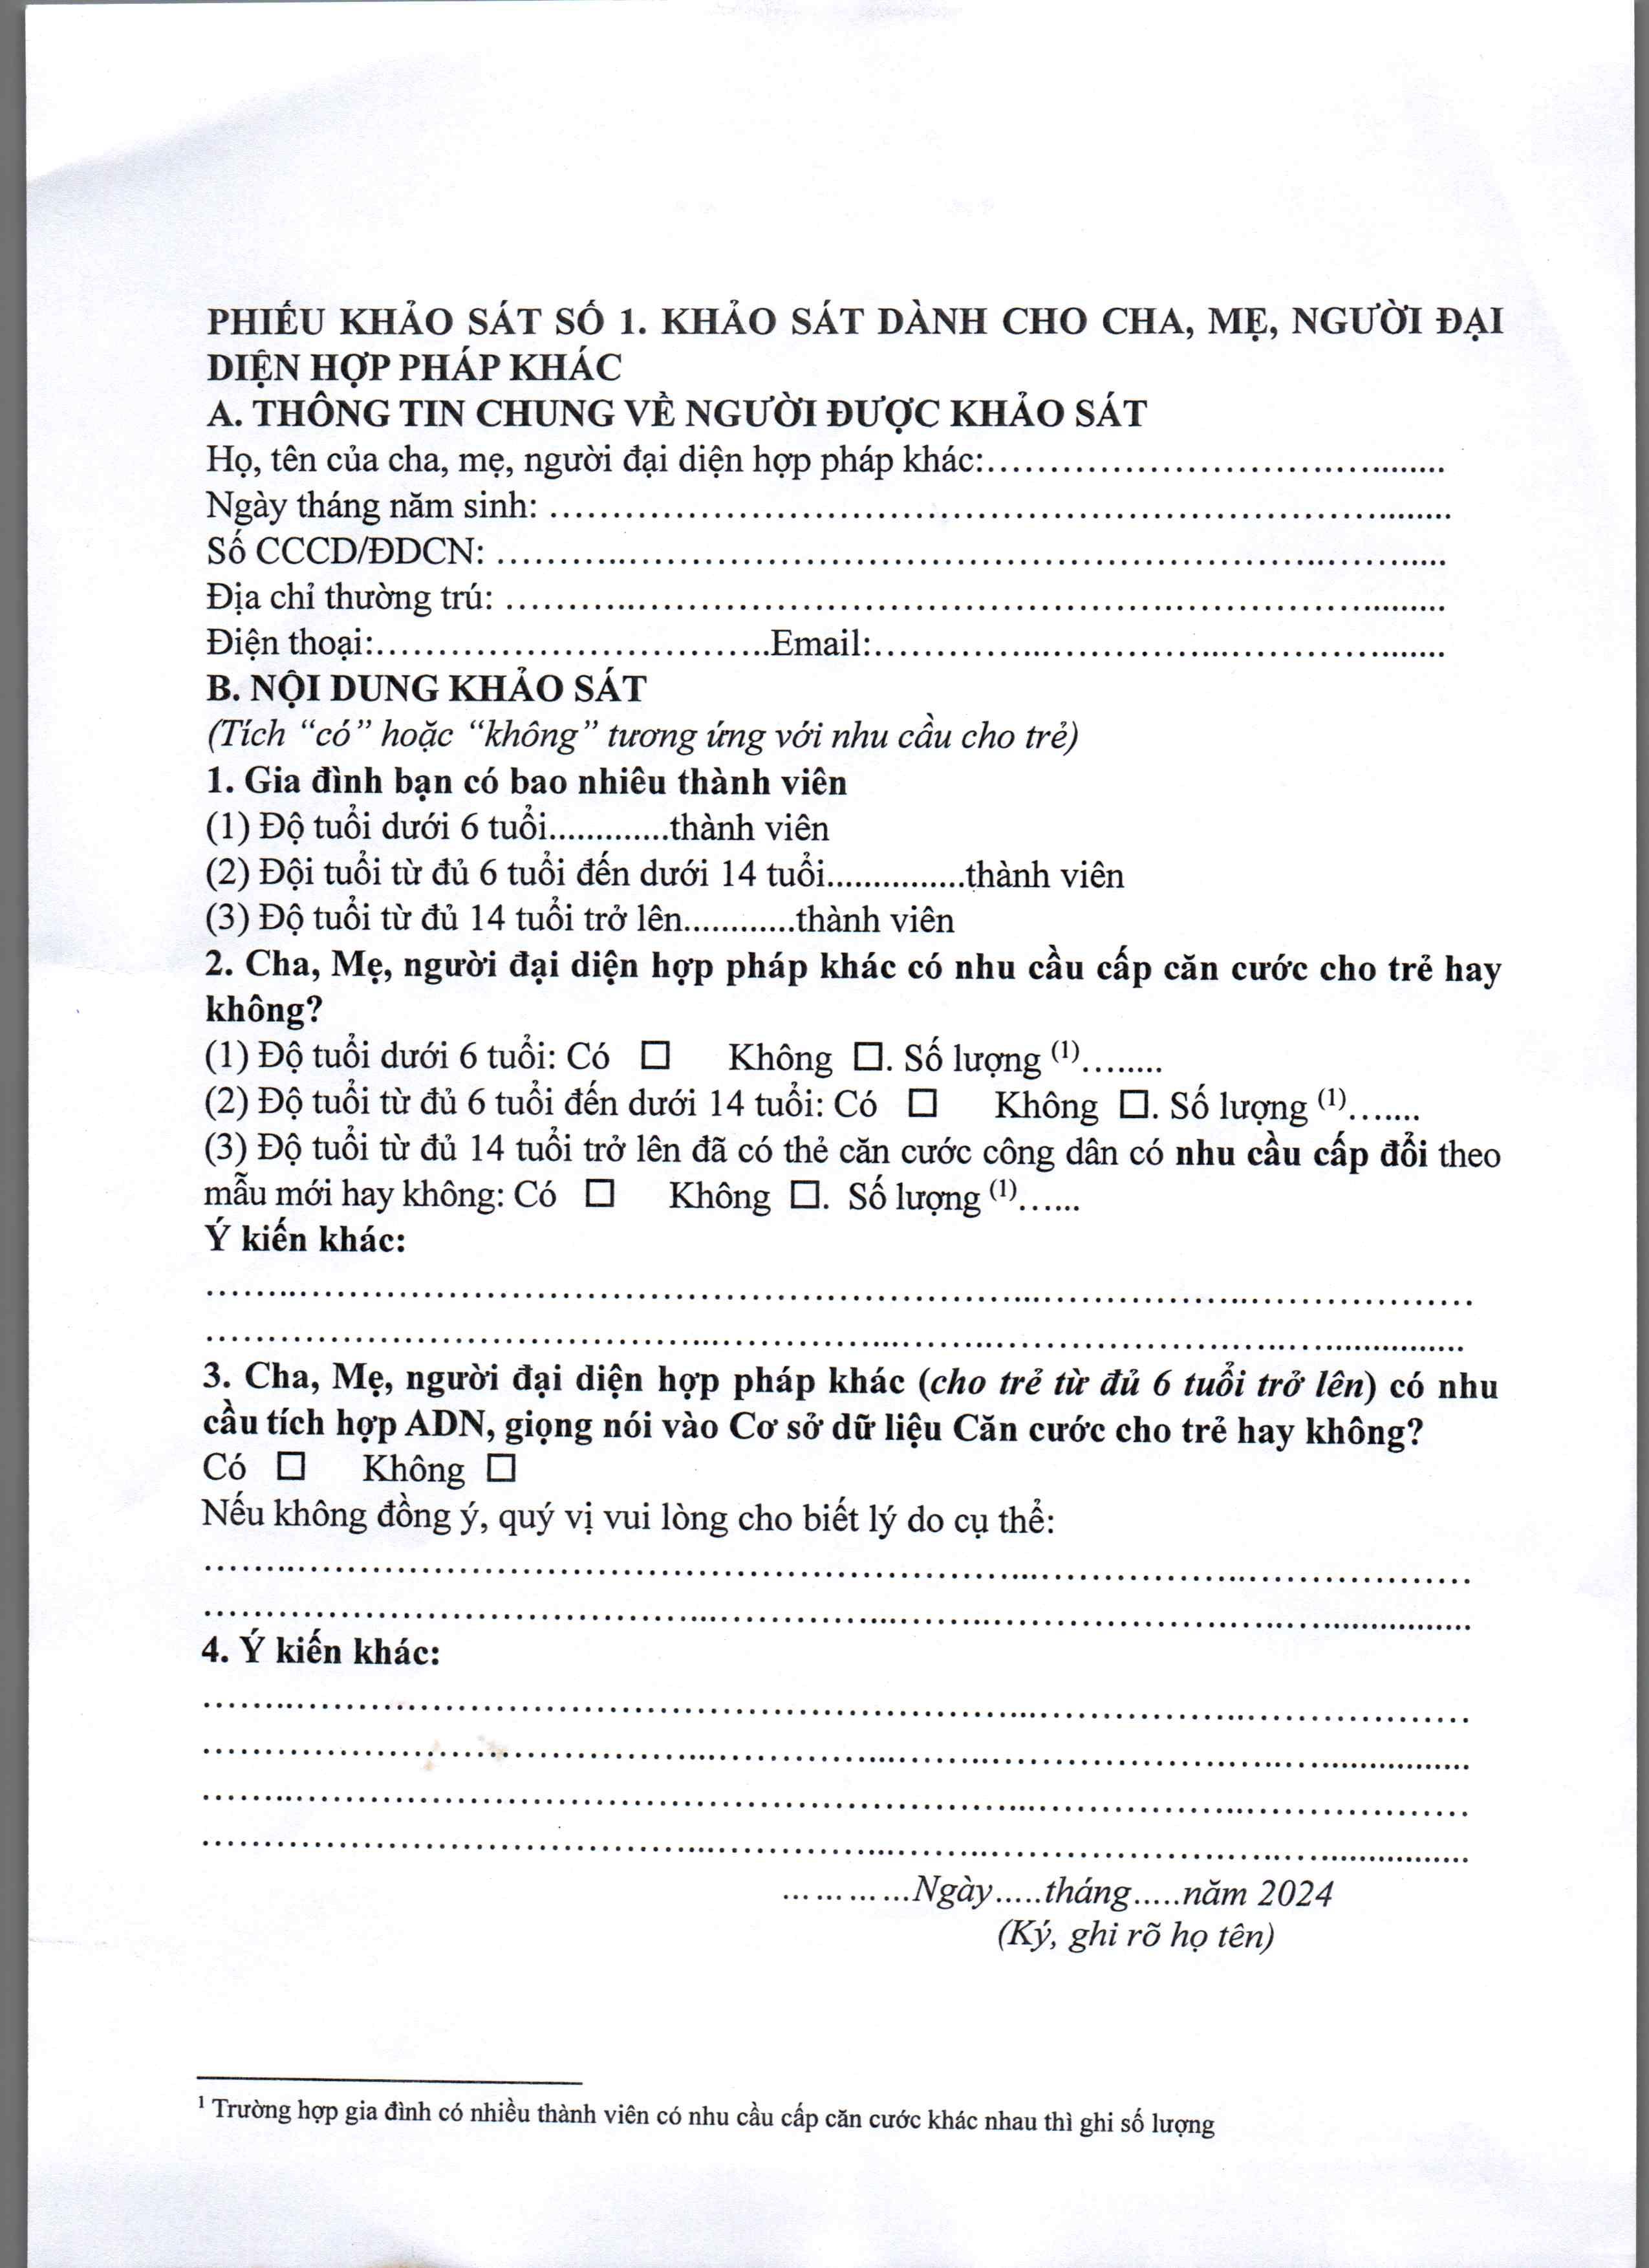 PHIẾU KHẢO SÁT SỐ 1. KHẢO SÁT DÀNH CHO CHA, MẸ, NGƯỜI ĐẠI
DIỆN HỢP PHÁP KHÁC
A. THÔNG TIN CHUNG VỀ NGƯỜI ĐƯỢC KHẢO SÁT
Họ, tên của cha, mẹ, người đại diện hợp pháp khác:..........................................
Ngày tháng năm sinh: ..........................................................................
Số CCCD/ĐDCN: ..........................................................................
Địa chỉ thường trú: ..........................................................................
Điện thoại:....................................Email:....................................................
B. NỘI DUNG KHẢO SÁT
(Tích “có” hoặc “không” tương ứng với nhu cầu cho trẻ)
1. Gia đình bạn có bao nhiêu thành viên
(1) Độ tuổi dưới 6 tuổi.............thành viên
(2) Đội tuổi từ đủ 6 tuổi đến dưới 14 tuổi...............thành viên
(3) Độ tuổi từ đủ 14 tuổi trở lên............thành viên
2. Cha, Mẹ, người đại diện hợp pháp khác có nhu cầu cấp căn cước cho trẻ hay
không?
(1) Độ tuổi dưới 6 tuổi: Có ☐ Không ☐. Số lượng (1)........
(2) Độ tuổi từ đủ 6 tuổi đến dưới 14 tuổi: Có ☐ Không ☐. Số lượng (1).......
(3) Độ tuổi từ đủ 14 tuổi trở lên đã có thẻ căn cước công dân có nhu cầu cấp đổi theo
mẫu mới hay không: Có ☐ Không ☐. Số lượng (1)......
Ý kiến khác:
....................................................................................................
....................................................................................................
3. Cha, Mẹ, người đại diện hợp pháp khác (cho trẻ từ đủ 6 tuổi trở lên) có nhu
cầu tích hợp ADN, giọng nói vào Cơ sở dữ liệu Căn cước cho trẻ hay không?
Có ☐ Không ☐
Nếu không đồng ý, quý vị vui lòng cho biết lý do cụ thể:
....................................................................................................
....................................................................................................
4. Ý kiến khác:
....................................................................................................
....................................................................................................
....................................................................................................
....................................................................................................
............Ngày.....tháng.....năm 2024
(Ký, ghi rõ họ tên)
1 Trường hợp gia đình có nhiều thành viên có nhu cầu cấp căn cước khác nhau thì ghi số lượng